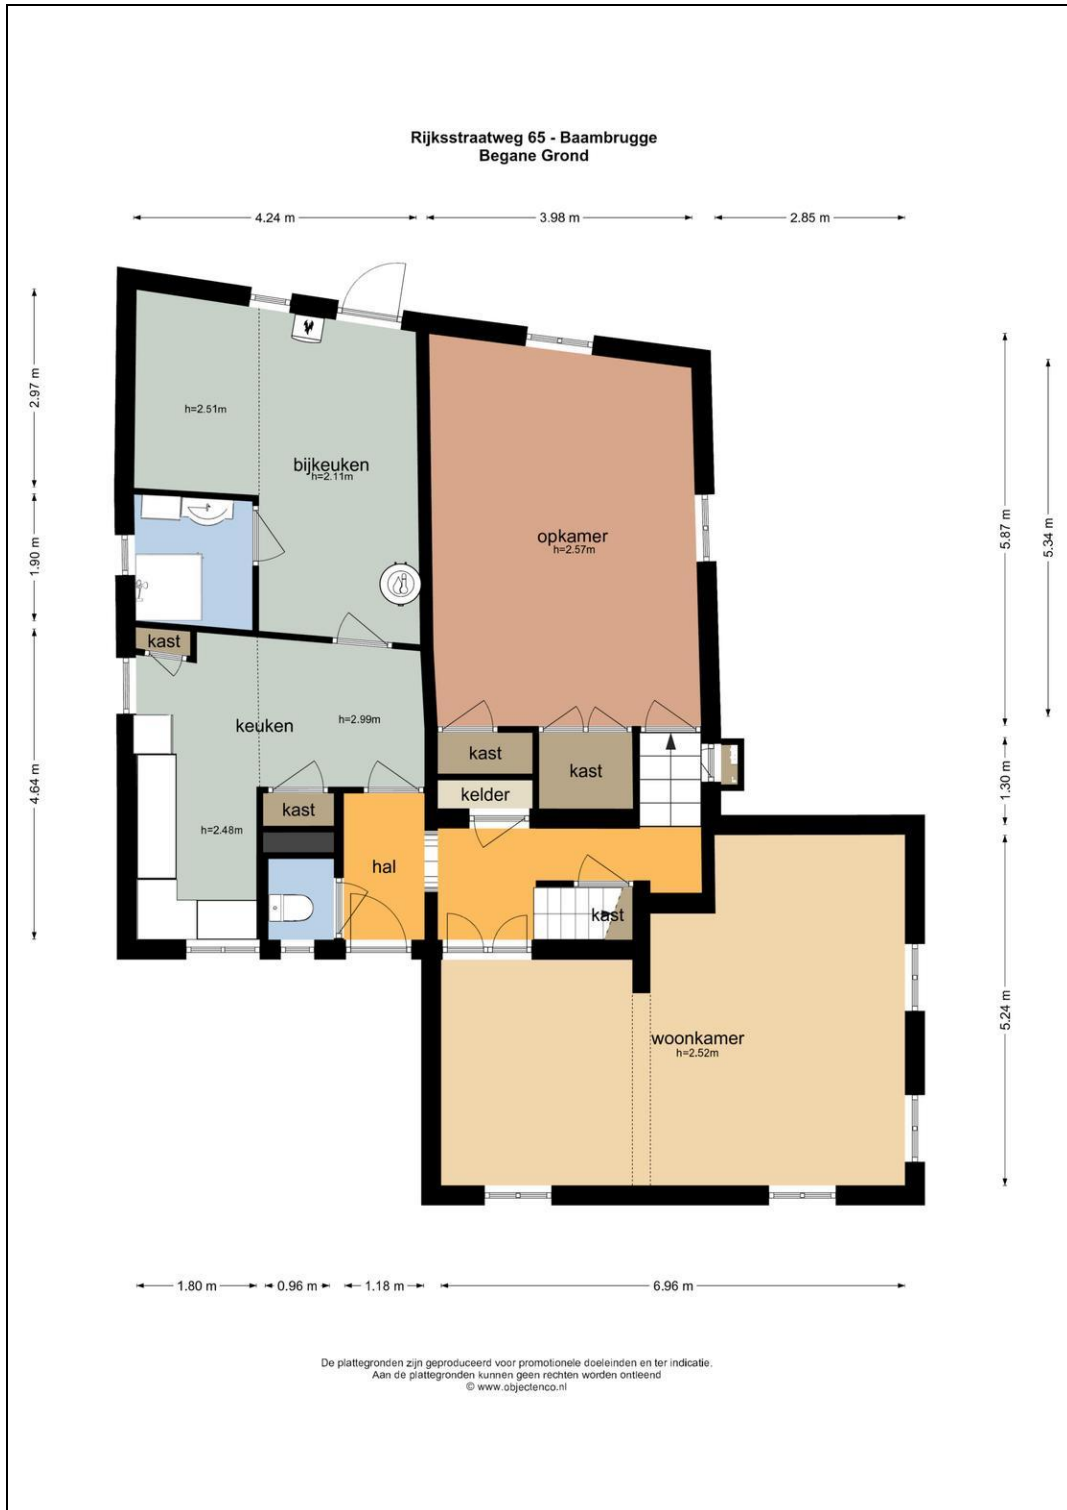 Rijksstraatweg 65 - Baambrugge
Begane Grond
4.24 m
3.98 m
2.85 m
2.97 m
1.90 m
4.64 m
5.87 m
5.34 m
1.30 m
5.24 m
h=2.51m
bijkeuken
h=2.11m
opkamer
h=2.57m
kast
keuken
h=2.99m
kast
kast
kelder
kast
h=2.48m
hal
kast
woonkamer
h=2.52m
1.80 m
0.96 m
1.18 m
6.96 m
De plattegronden zijn geproduceerd voor promotionele doeleinden en ter indicatie.
Aan de plattegronden kunnen geen rechten worden ontleend
© www.objectenco.nl